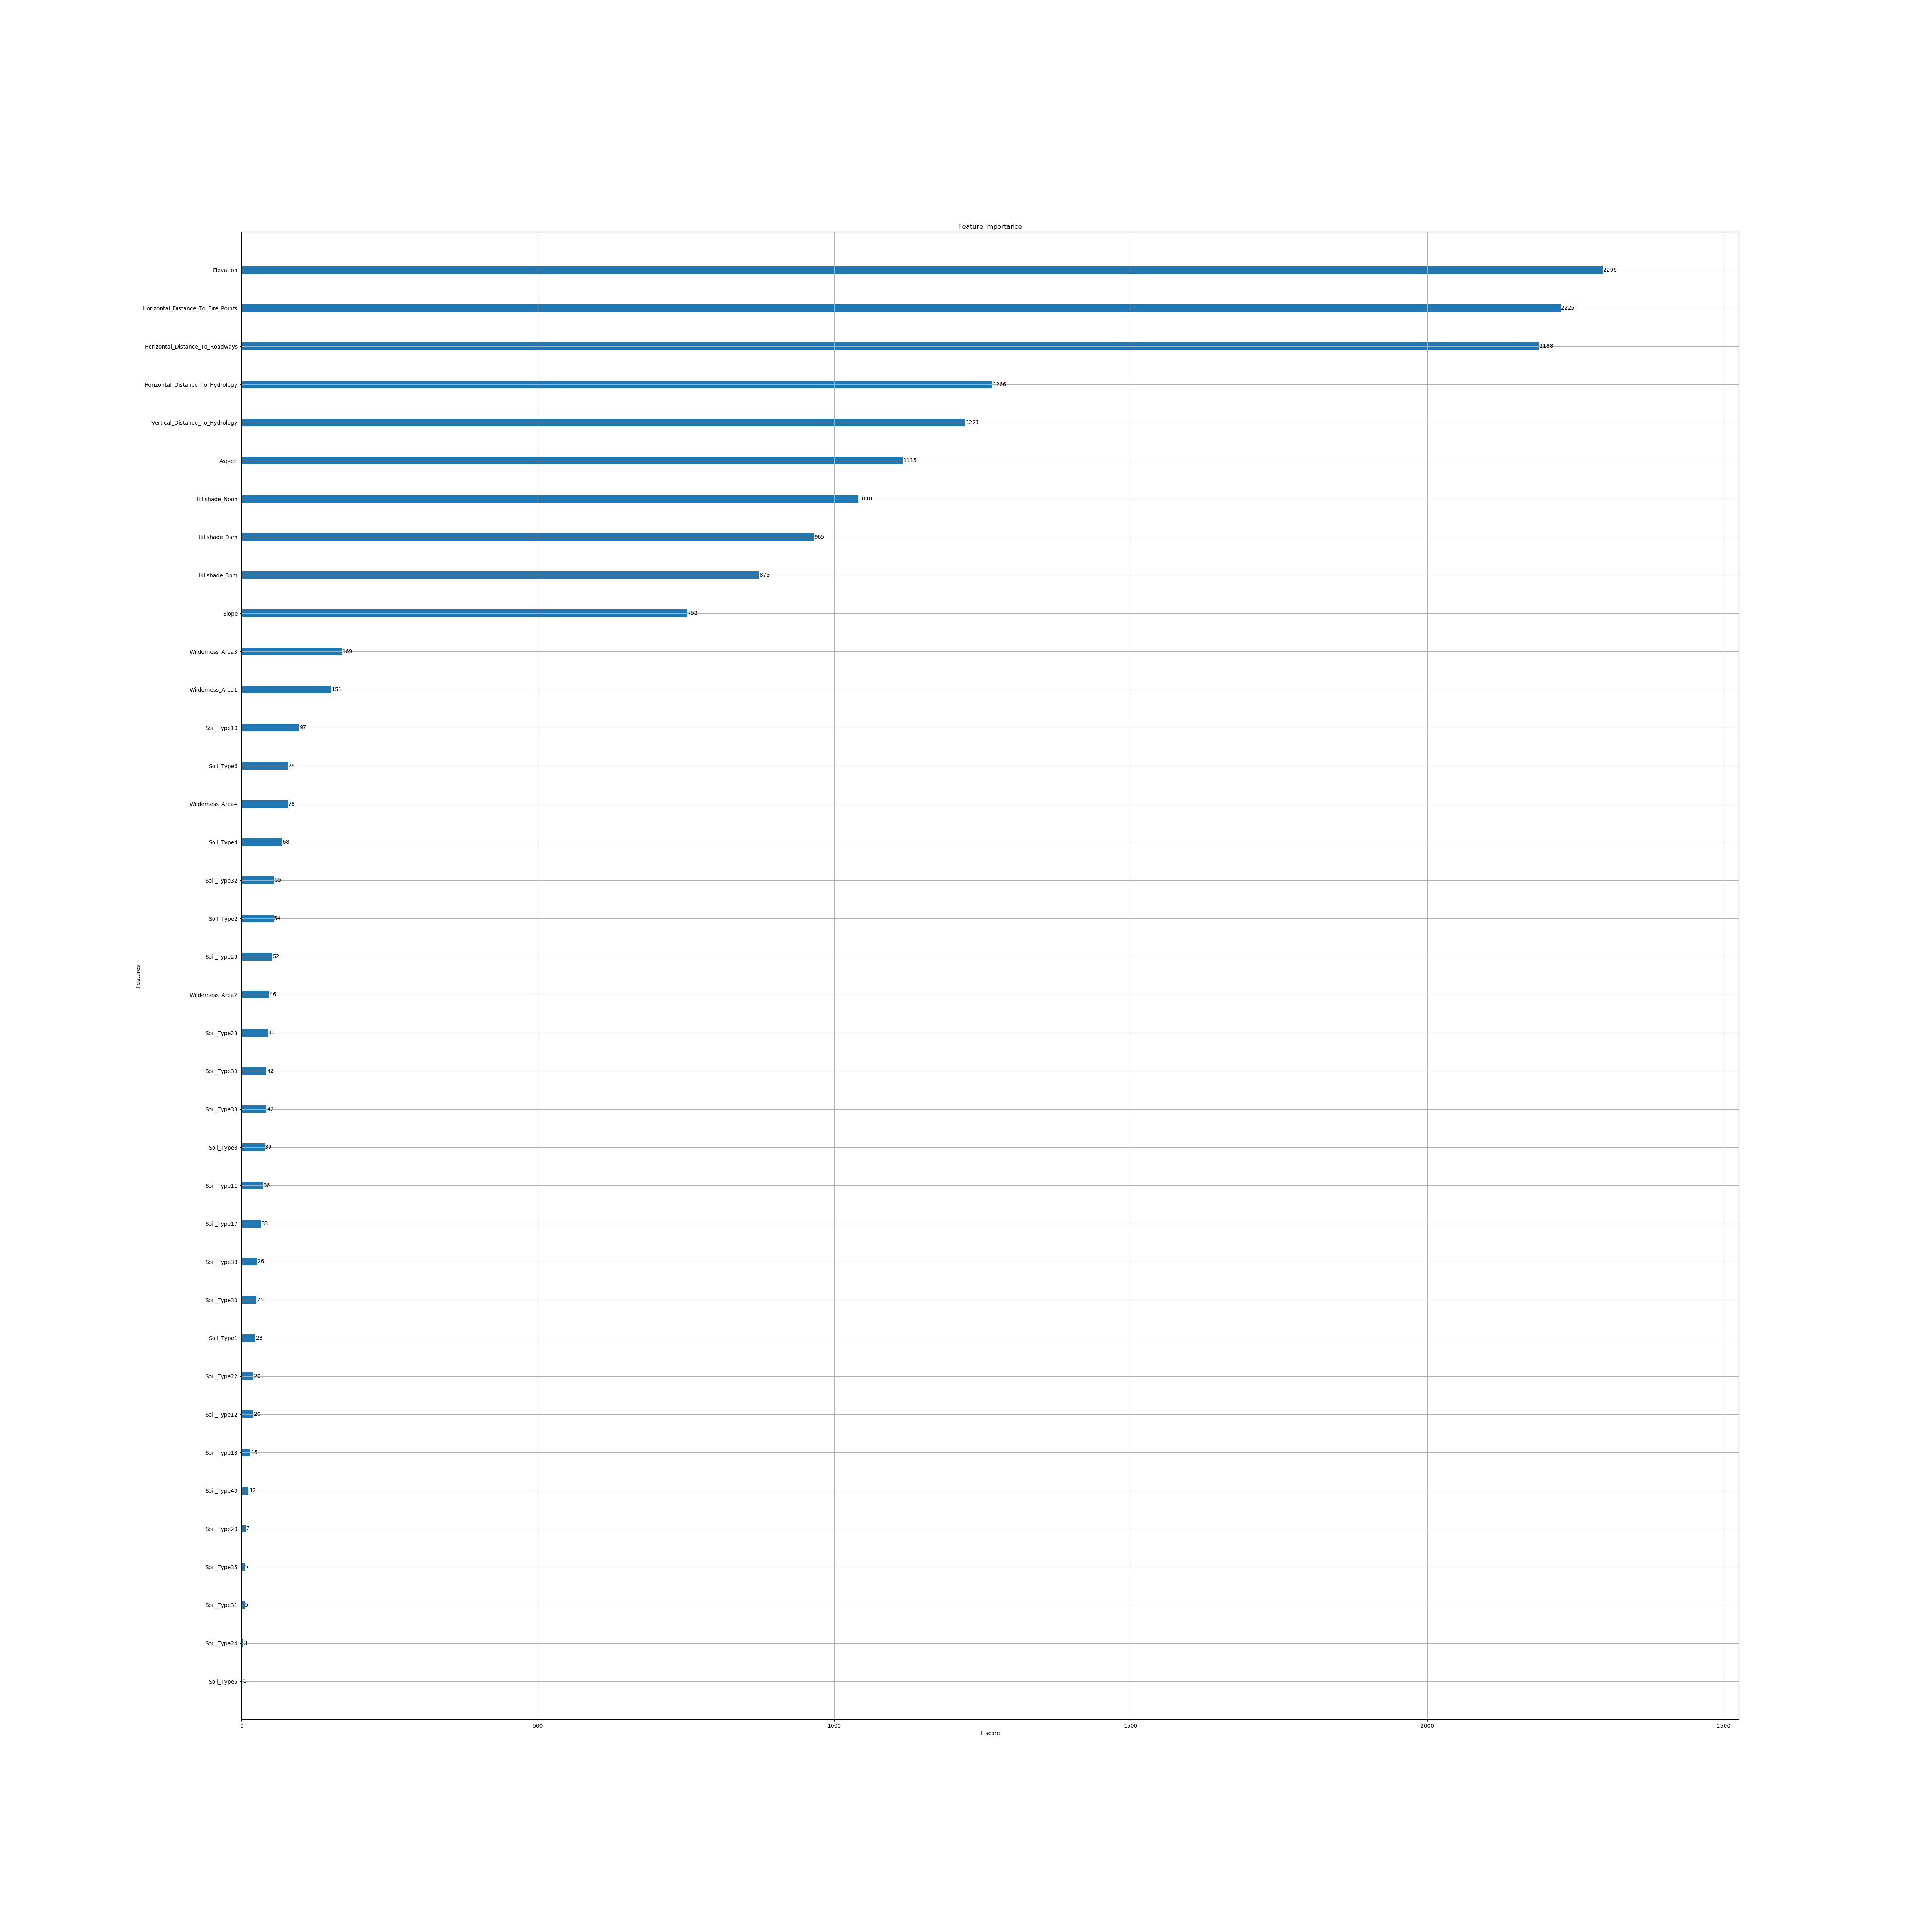 Feature importance
Elevation 2296
Horizontal_Distance_To_Fire_Points 2225
Horizontal_Distance_To_Roadways 2188
Horizontal_Distance_To_Hydrology 1266
Vertical_Distance_To_Hydrology 1221
Aspect 1115
Hillshade_Noon 1040
Hillshade_9am 965
Hillshade_3pm 873
Slope 752
Wilderness_Area3 169
Wilderness_Area1 151
Soil_Type10 97
Soil_Type6 78
Wilderness_Area4 78
Soil_Type4 68
Soil_Type32 55
Soil_Type2 54
Soil_Type29 52
Features
Wilderness_Area2 46
Soil_Type23 44
Soil_Type39 42
Soil_Type33 42
Soil_Type3 39
Soil_Type11 36
Soil_Type17 33
Soil_Type38 26
Soil_Type30 25
Soil_Type1 23
Soil_Type22 20
Soil_Type12 20
Soil_Type13 15
Soil_Type40 12
Soil_Type20 7
Soil_Type35 5
Soil_Type31 5
Soil_Type24 3
Soil_Type5 1
0 500 1000 1500 2000 2500
F score